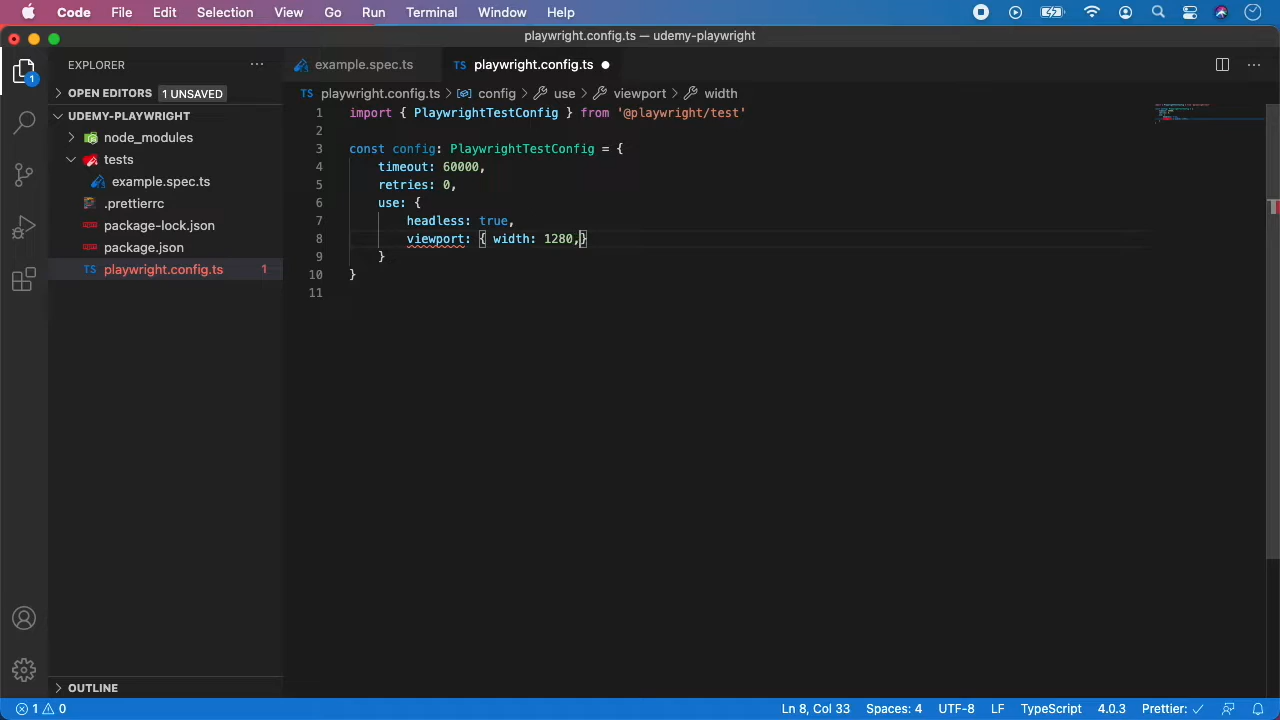 Code File Edit Selection View Go Run Terminal Window Help
playwright.config.ts — udemy-playwright
EXPLORER
example.spec.ts
playwright.config.ts
OPEN EDITORS 1 UNSAVED
playwright.config.ts > config > use > viewport > width
UDEMY-PLAYWRIGHT
node_modules
tests
example.spec.ts
.prettierrc
package-lock.json
package.json
playwright.config.ts 1
1 import { PlaywrightTestConfig } from '@playwright/test'
2
3 const config: PlaywrightTestConfig = {
4 timeout: 60000,
5 retries: 0,
6 use: {
7 headless: true,
8 viewport: { width: 1280,}
9 }
10 }
11
OUTLINE
1 0 Ln 8, Col 33 Spaces: 4 UTF-8 LF TypeScript 4.0.3 Prettier: ✓